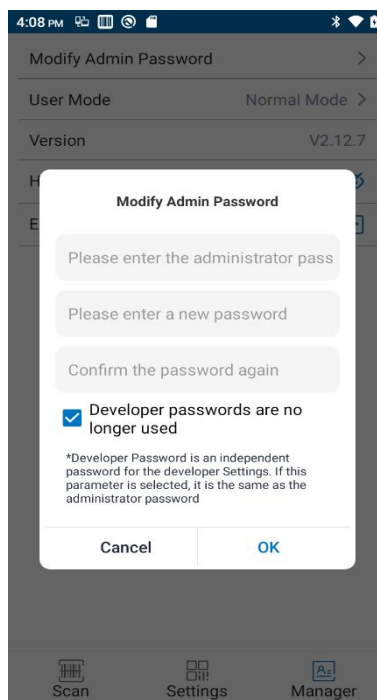 4:08 PM
Modify Admin Password >
User Mode Normal Mode >
Version V2.12.7
H
E
Modify Admin Password
Please enter the administrator pass
Please enter a new password
Confirm the password again
Developer passwords are no
longer used
*Developer Password is an independent
password for the developer Settings. If this
parameter is selected, it is the same as the
administrator password
Cancel OK
Scan Settings Manager